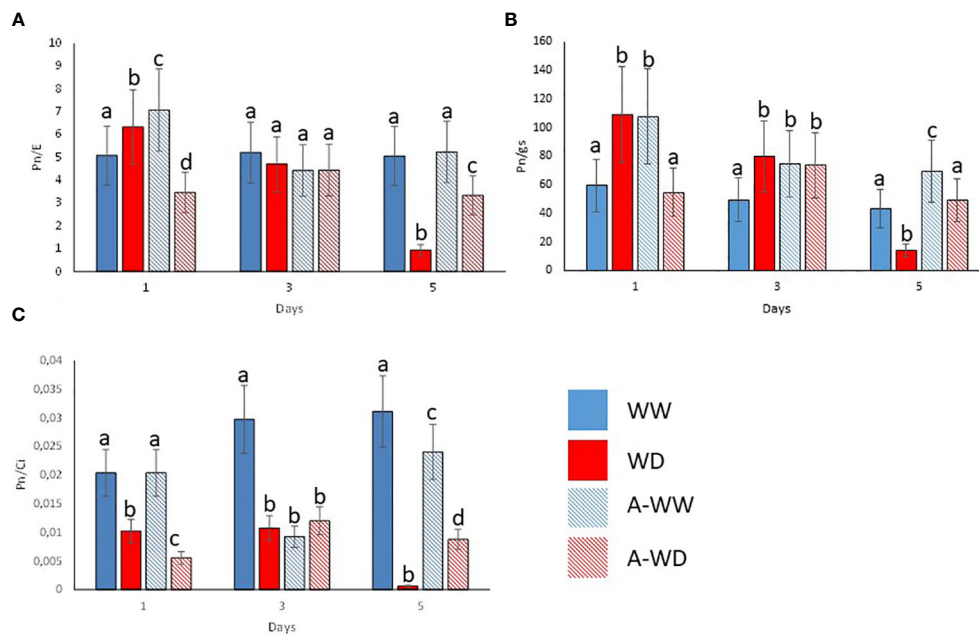 A
B
10
9
8
7
6
5
4
3
2
1
0
Pn/E
a
b
c
d
a
a
a
a
a
b
a
c
1
3
5
Days
160
140
120
100
80
60
40
20
0
Pn/gs
a
b
b
a
a
b
b
b
a
b
c
a
1
3
5
Days
C
0,04
0,035
0,03
0,025
0,02
0,015
0,01
0,005
0
Pn/Ci
a
b
a
c
a
b
b
b
a
b
c
d
1
3
5
Days
WW
WD
A-WW
A-WD